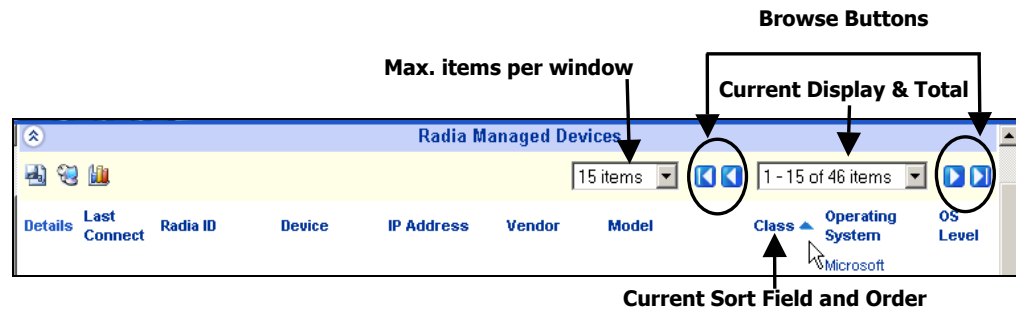 Browse Buttons
Max. items per window
Current Display & Total
Radia Managed Devices
15 items
1 - 15 of 46 items
Details Last Connect Radia ID Device IP Address Vendor Model Class Operating System OS Level
Microsoft
Current Sort Field and Order